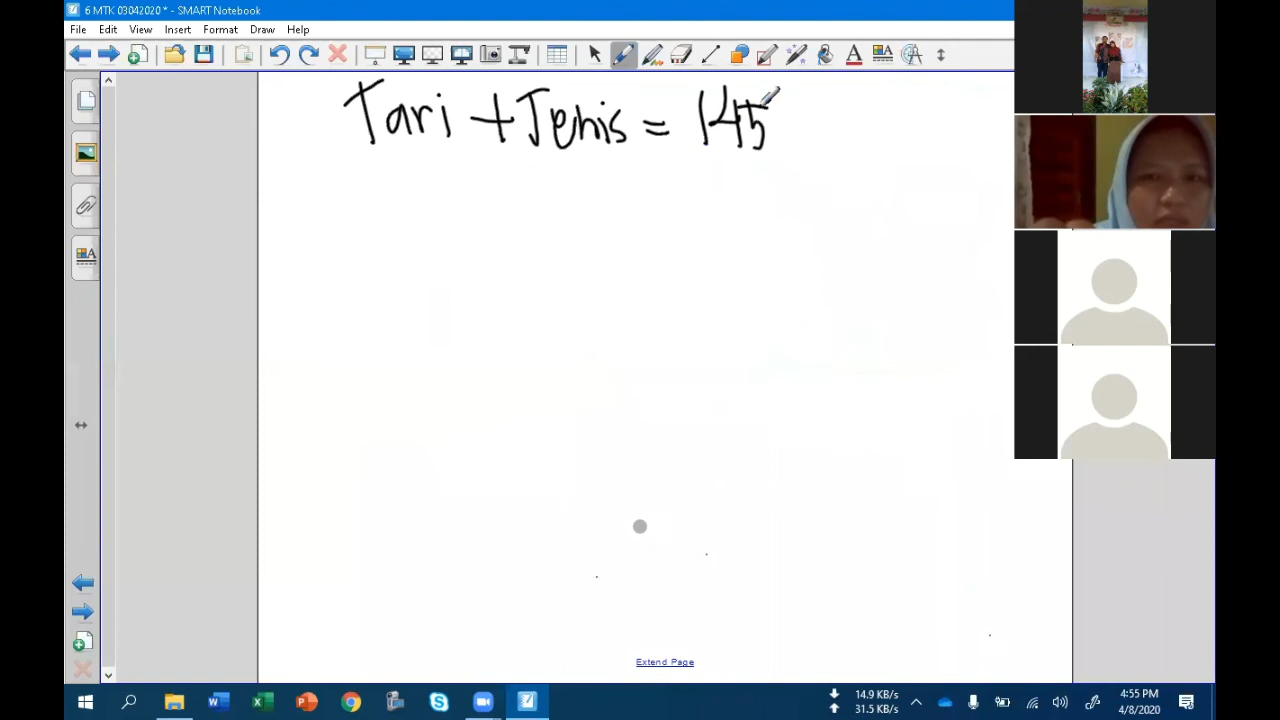 6 MTK 03042020 * - SMART Notebook
File Edit View Insert Format Draw Help
Tari + Jenis = 145
Extend Page
14.9 KB/s
31.5 KB/s
4:55 PM
4/8/2020